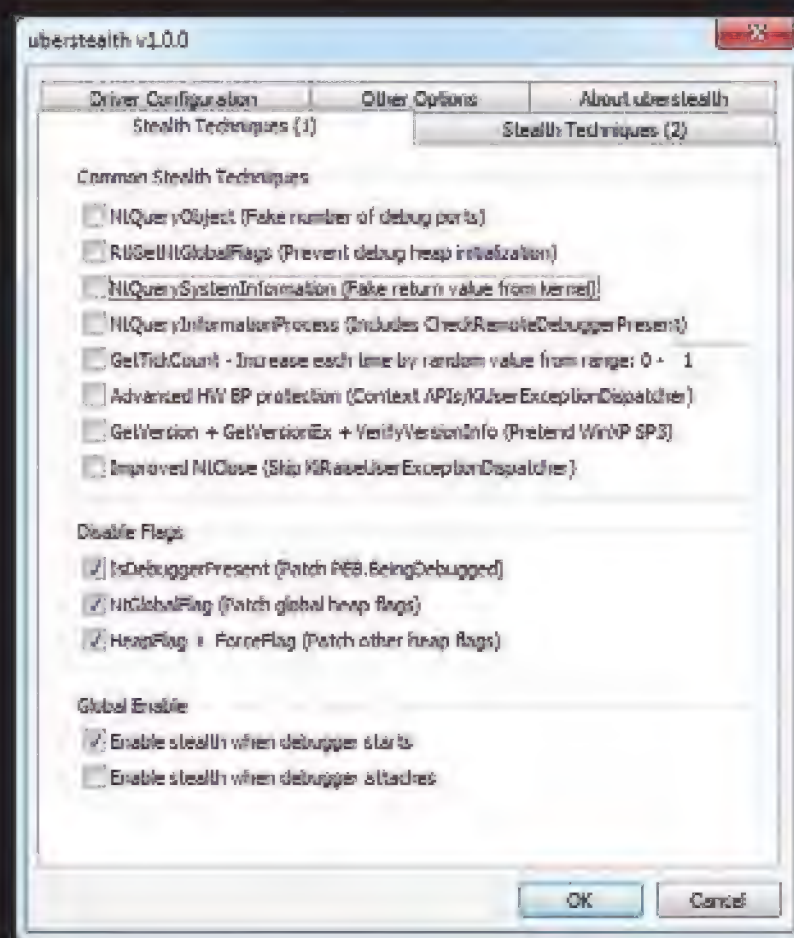 uberstealth v1.0.0
Driver Configuration
Other Options
About uberstealth
Stealth Techniques (1)
Stealth Techniques (2)
Common Stealth Techniques
NtQueryObject (Fake number of debug ports)
RtlGetNtGlobalFlags (Prevent debug heap initialization)
NtQuerySystemInformation (Fake return value from kernel)
NtQueryInformationProcess (Includes CheckRemoteDebuggerPresent)
GetTickCount - Increase each time by random value from range: 0 - 1
Advanced HW BP protection (Context APIs/KiUserExceptionDispatcher)
GetVersion + GetVersionEx + VerifyVersionInfo (Pretend WinXP SP3)
Improved NtClose (Skip KiRaiseUserExceptionDispatcher)
Disable Flags
IsDebuggerPresent (Patch PEB.BeingDebugged)
NtGlobalFlag (Patch global heap flags)
HeapFlag + ForceFlag (Patch other heap flags)
Global Enable
Enable stealth when debugger starts
Enable stealth when debugger attaches
OK
Cancel